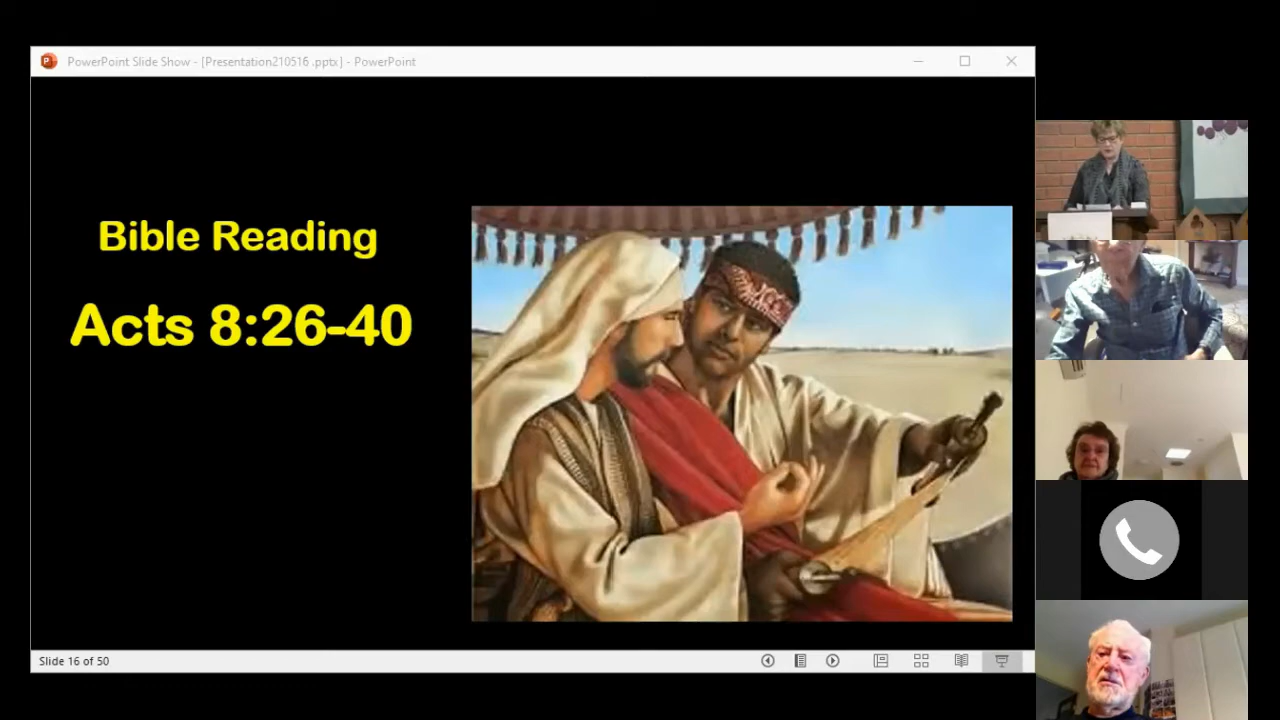 PowerPoint Slide Show - [Presentation210516 .pptx] - PowerPoint
Bible Reading
Acts 8:26-40
Slide 16 of 50